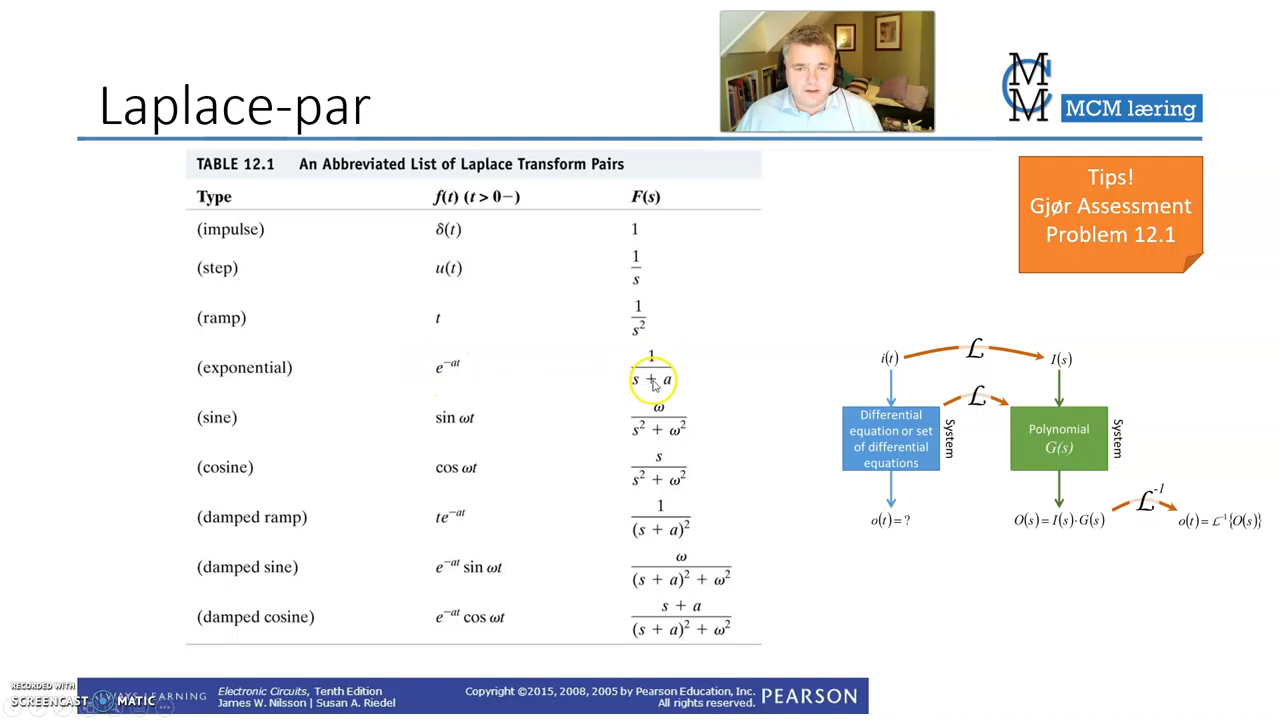 Laplace-par
MCM
MCM læring
Tips!
Gjør Assessment
Problem 12.1
TABLE 12.1 An Abbreviated List of Laplace Transform Pairs
Type f(t) (t > 0−) F(s)
(impulse) δ(t) 1
(step) u(t) 1/s
(ramp) t 1/s²
(exponential) e⁻ᵃᵗ 1/(s + a)
(sine) sin ωt ω/(s² + ω²)
(cosine) cos ωt s/(s² + ω²)
(damped ramp) te⁻ᵃᵗ 1/(s + a)²
(damped sine) e⁻ᵃᵗ sin ωt ω/((s + a)² + ω²)
(damped cosine) e⁻ᵃᵗ cos ωt (s + a)/((s + a)² + ω²)
i(t) ℒ I(s)
ℒ
Differential
equation or set
of differential
equations
System
Polynomial
G(s)
System
ℒ⁻¹
o(t) = ?
O(s) = I(s)·G(s)
o(t) = ℒ⁻¹{O(s)}
RECORDED WITH
SCREENCAST MATIC
ALWAYS LEARNING
Electronic Circuits, Tenth Edition
James W. Nilsson | Susan A. Riedel
Copyright ©2015, 2008, 2005 by Pearson Education, Inc.
All rights reserved.
PEARSON